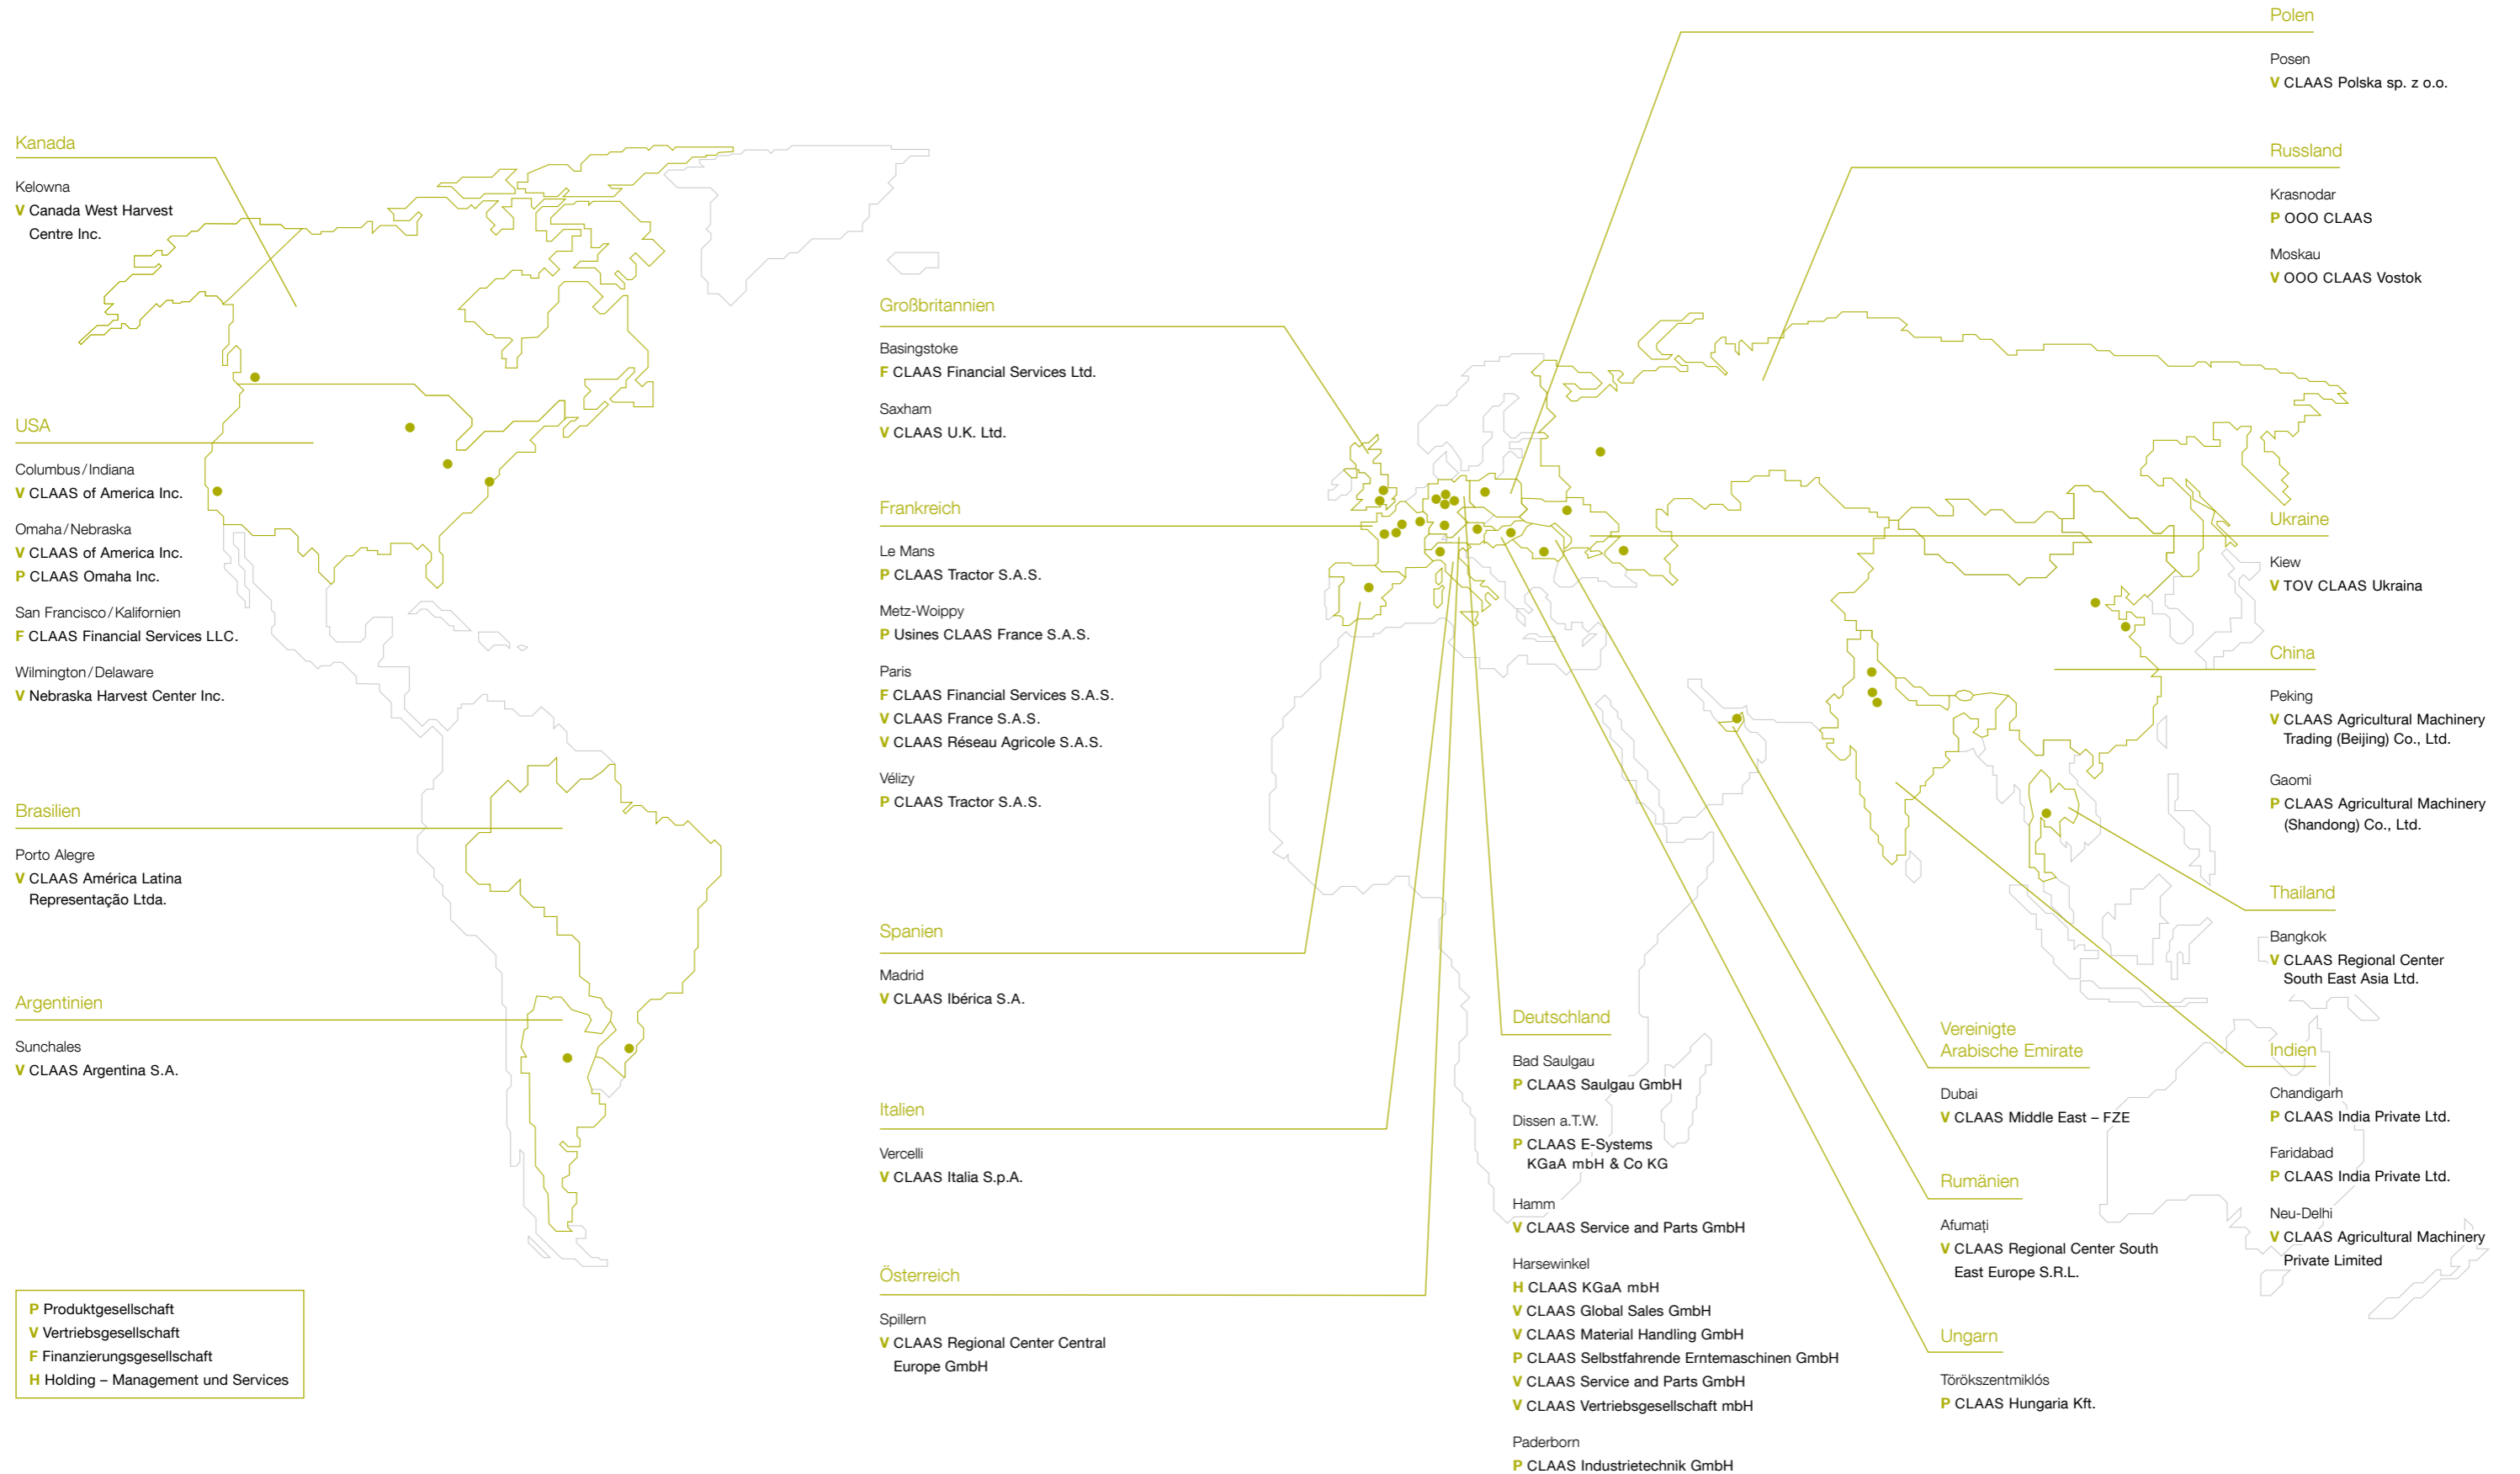 Kanada
Kelowna
V Canada West Harvest
Centre Inc.
USA
Columbus/Indiana
V CLAAS of America Inc.
Omaha/Nebraska
V CLAAS of America Inc.
P CLAAS Omaha Inc.
San Francisco/Kalifornien
F CLAAS Financial Services LLC.
Wilmington/Delaware
V Nebraska Harvest Center Inc.
Brasilien
Porto Alegre
V CLAAS América Latina
Representação Ltda.
Argentinien
Sunchales
V CLAAS Argentina S.A.
P Produktgesellschaft
V Vertriebsgesellschaft
F Finanzierungsgesellschaft
H Holding – Management und Services
Großbritannien
Basingstoke
F CLAAS Financial Services Ltd.
Saxham
V CLAAS U.K. Ltd.
Frankreich
Le Mans
P CLAAS Tractor S.A.S.
Metz-Woippy
P Usines CLAAS France S.A.S.
Paris
F CLAAS Financial Services S.A.S.
V CLAAS France S.A.S.
V CLAAS Réseau Agricole S.A.S.
Vélizy
P CLAAS Tractor S.A.S.
Spanien
Madrid
V CLAAS Ibérica S.A.
Italien
Vercelli
V CLAAS Italia S.p.A.
Österreich
Spillern
V CLAAS Regional Center Central
Europe GmbH
Deutschland
Bad Saulgau
P CLAAS Saulgau GmbH
Dissen a.T.W.
P CLAAS E-Systems
KGaA mbH & Co KG
Hamm
V CLAAS Service and Parts GmbH
Harsewinkel
H CLAAS KGaA mbH
V CLAAS Global Sales GmbH
V CLAAS Material Handling GmbH
P CLAAS Selbstfahrende Erntemaschinen GmbH
V CLAAS Service and Parts GmbH
V CLAAS Vertriebsgesellschaft mbH
Paderborn
P CLAAS Industrietechnik GmbH
Vereinigte
Arabische Emirate
Dubai
V CLAAS Middle East – FZE
Rumänien
Afumați
V CLAAS Regional Center South
East Europe S.R.L.
Ungarn
Törökszentmiklós
P CLAAS Hungaria Kft.
Polen
Posen
V CLAAS Polska sp. z o.o.
Russland
Krasnodar
P OOO CLAAS
Moskau
V OOO CLAAS Vostok
Ukraine
Kiew
V TOV CLAAS Ukraina
China
Peking
V CLAAS Agricultural Machinery
Trading (Beijing) Co., Ltd.
Gaomi
P CLAAS Agricultural Machinery
(Shandong) Co., Ltd.
Thailand
Bangkok
V CLAAS Regional Center
South East Asia Ltd.
Indien
Chandigarh
P CLAAS India Private Ltd.
Faridabad
P CLAAS India Private Ltd.
Neu-Delhi
V CLAAS Agricultural Machinery
Private Limited